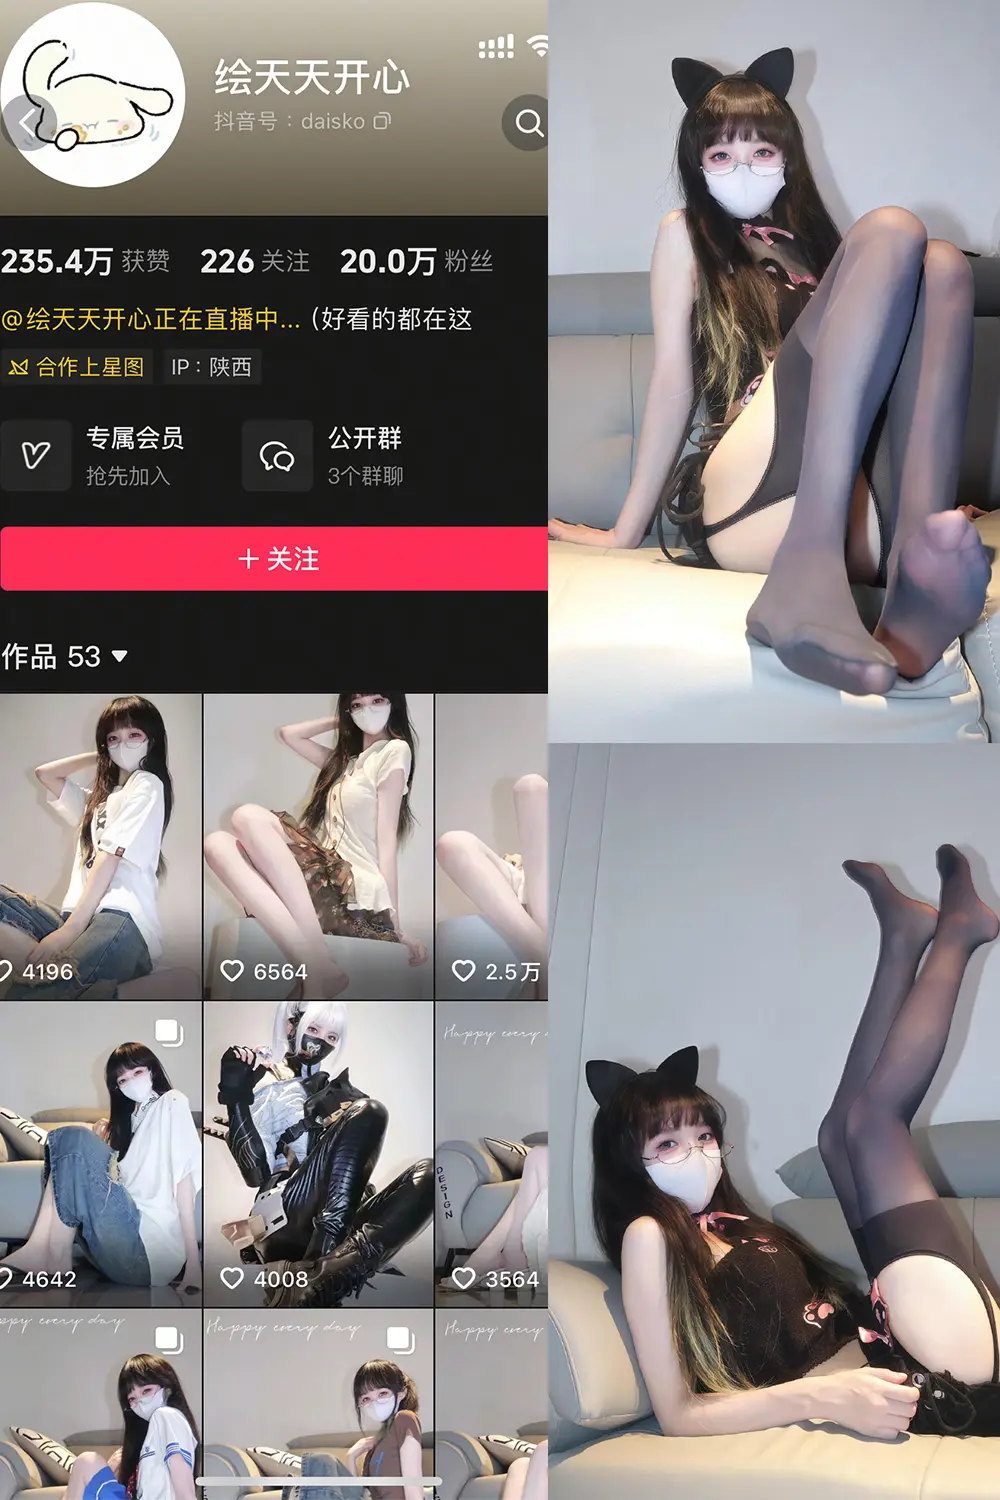 绘天天开心
抖音号：daisko
235.4万 获赞 226 关注 20.0万 粉丝
@绘天天开心正在直播中... (好看的都在这
合作上星图 IP：陕西
专属会员 公开群
抢先加入 3个群聊
+ 关注
作品 53
4196 6564 2.5万
Happy every
DESIGN
4642 4008 3564
every day Happy every day Happy every